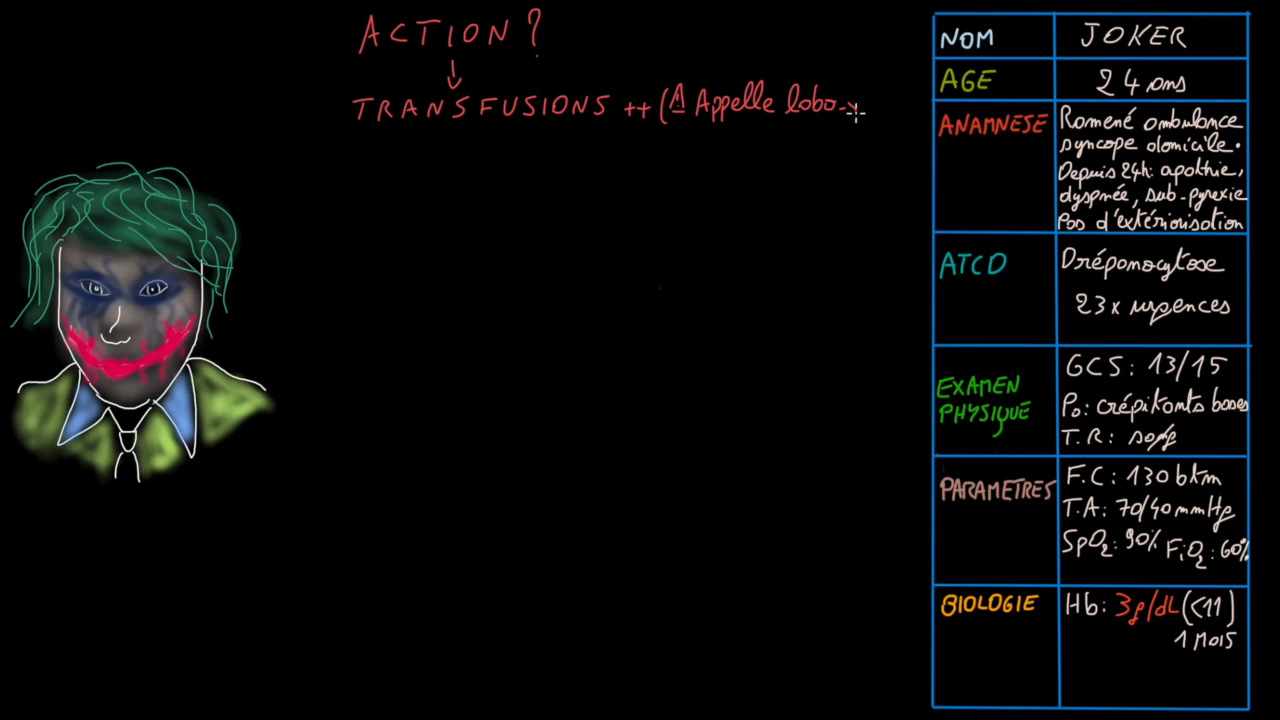 ACTION ?
↓
TRANSFUSIONS ++ (⚠ Appelle labo
NOM JOKER
AGE 24 ans
ANAMNESE Ramené ambulance
syncope domicile.
Depuis 24h: apathie,
dyspnée, sub-pyrexie
Pas d'extériorisation
ATCD Drépanocytose
23x urgences
EXAMEN PHYSIQUE GCS: 13/15
Po: crépitants bases
T.R: so/g
PARAMETRES F.C: 130 btm
T.A: 70/40 mmHg
SpO2: 90% FiO2: 60%
BIOLOGIE Hb: 3g/dL (<11)
1 MOIS